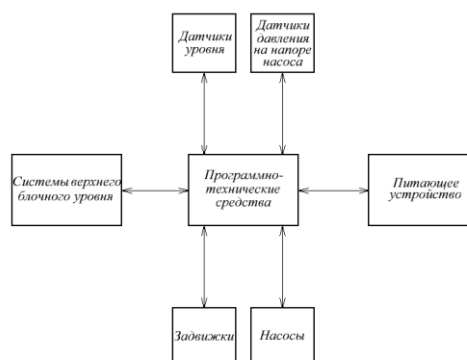 Датчики
уровня
Датчики
давления
на напоре
насоса
Системы верхнего
блочного уровня
Программно-
технические
средства
Питающее
устройство
Задвижки
Насосы